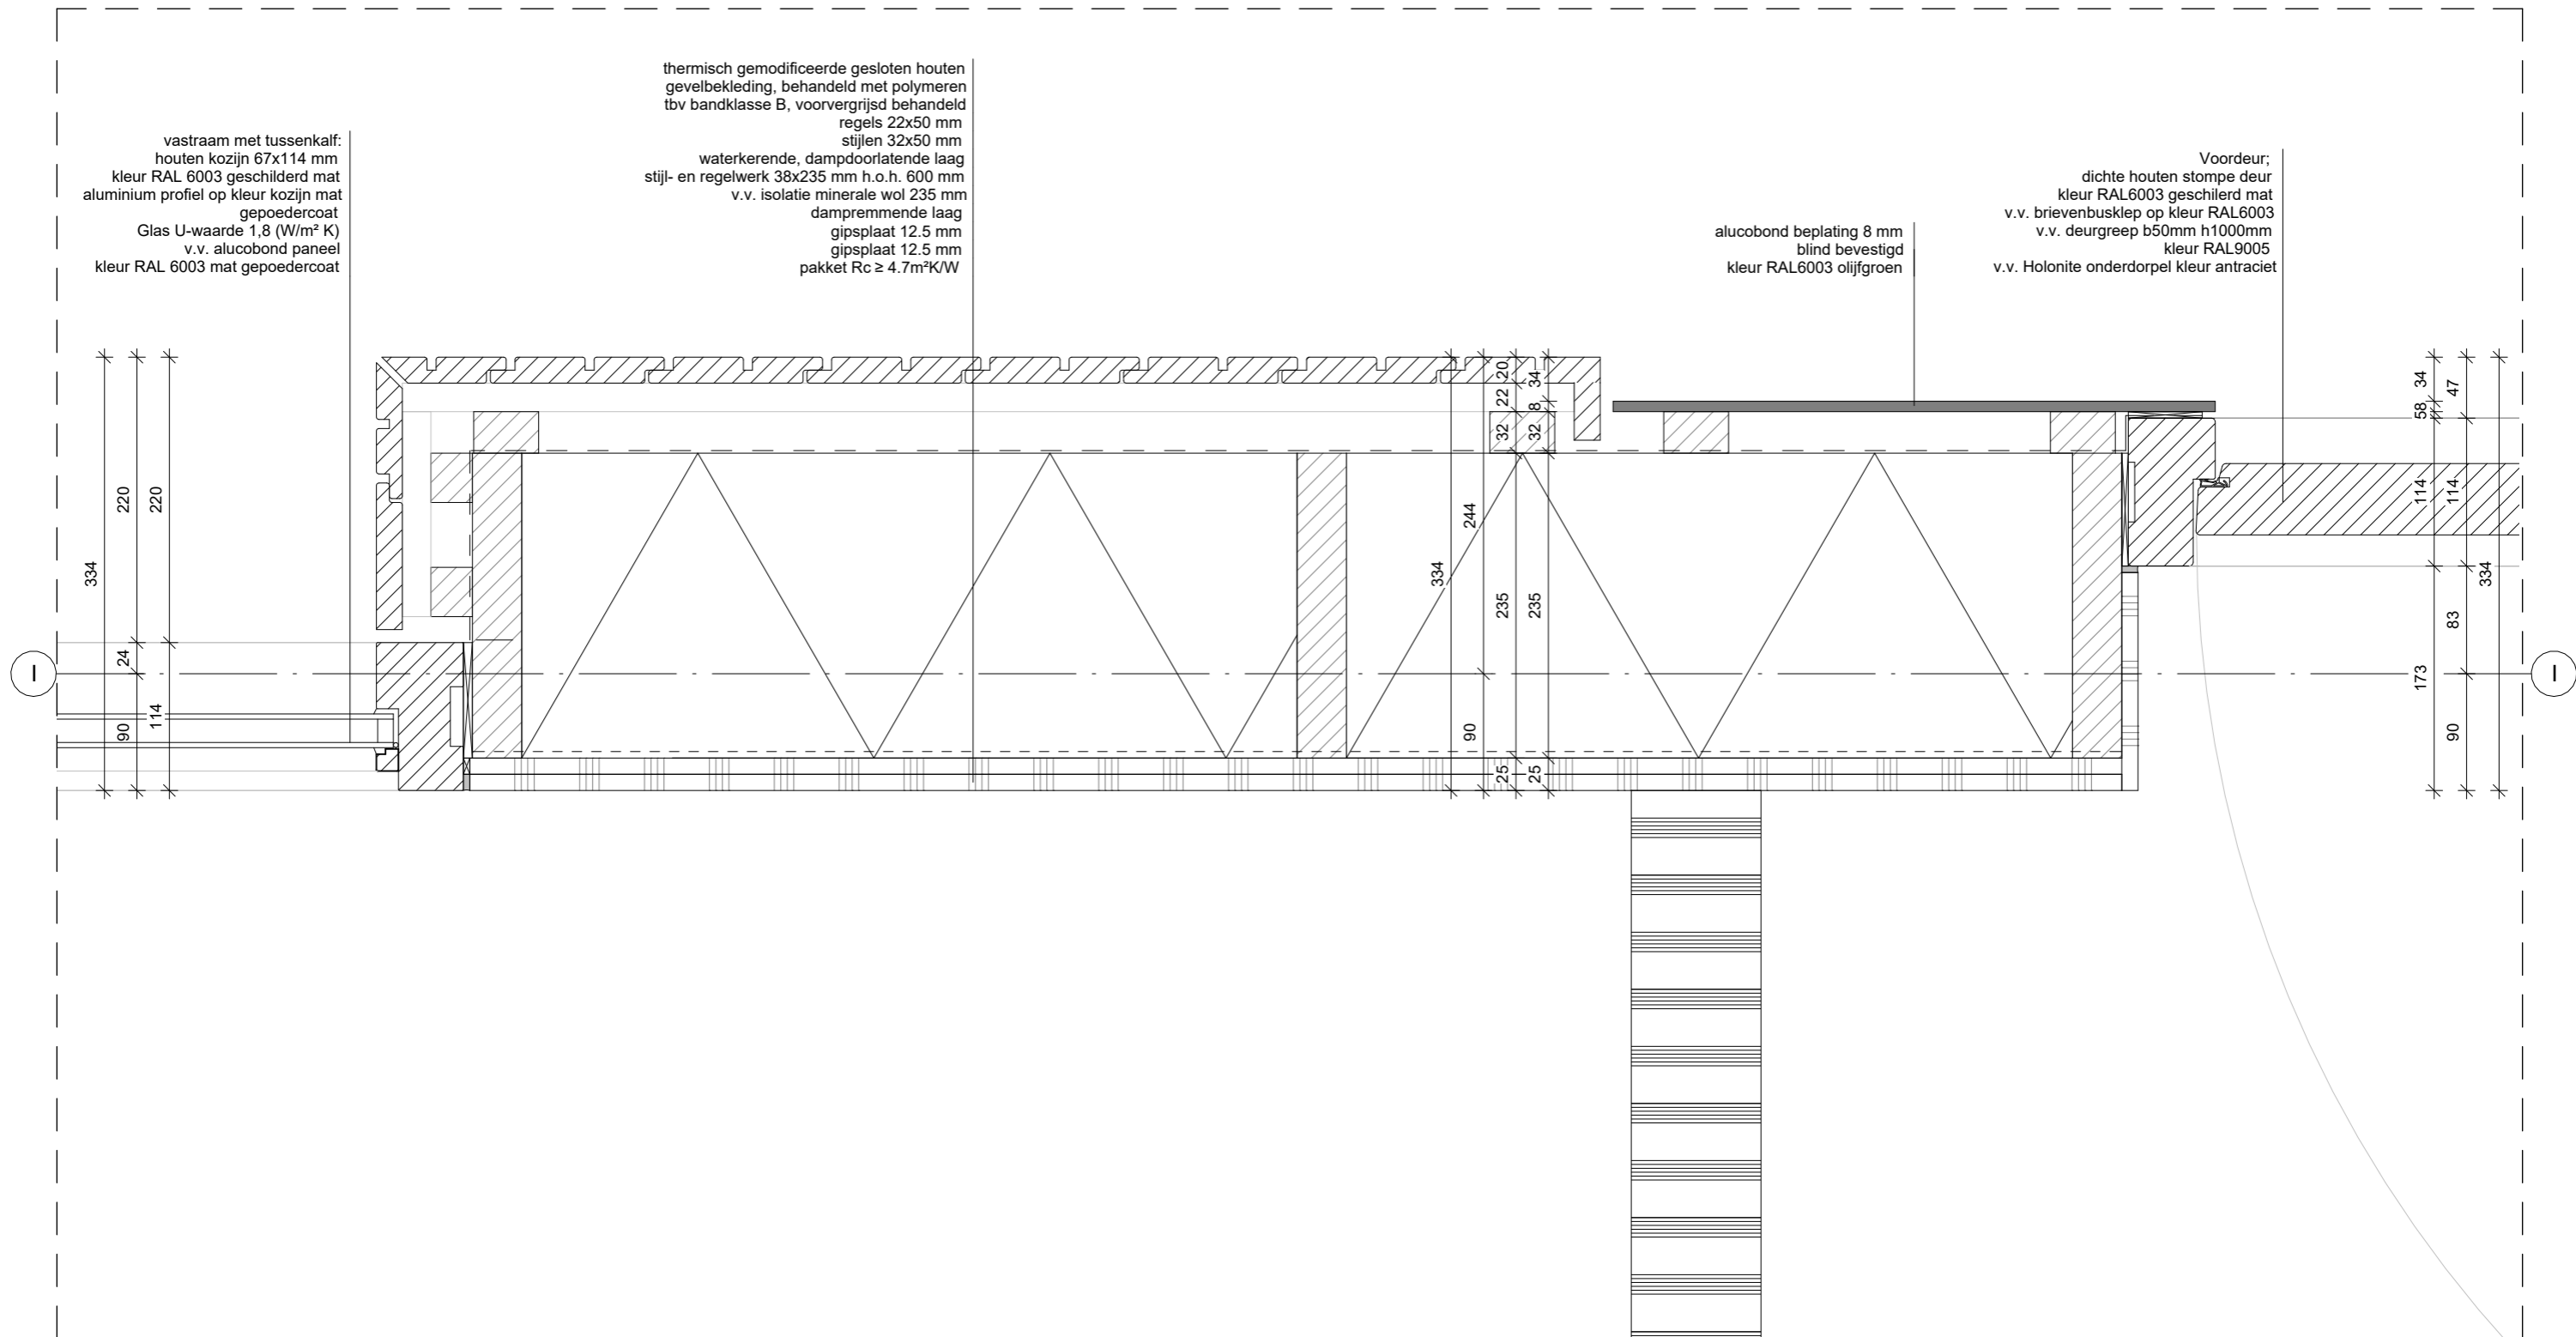 thermisch gemodificeerde gesloten houten
gevelbekleding, behandeld met polymeren
tbv bandklasse B, voorvergrijsd behandeld
regels 22x50 mm
stijlen 32x50 mm
waterkerende, dampdoorlatende laag
stijl- en regelwerk 38x235 mm h.o.h. 600 mm
v.v. isolatie minerale wol 235 mm
dampremmende laag
gipsplaat 12.5 mm
gipsplaat 12.5 mm
pakket Rc ≥ 4.7m²K/W
vastraam met tussenkalf:
houten kozijn 67x114 mm
kleur RAL 6003 geschilderd mat
aluminium profiel op kleur kozijn mat
gepoedercoat
Glas U-waarde 1,8 (W/m² K)
v.v. alucobond paneel
kleur RAL 6003 mat gepoedercoat
alucobond beplating 8 mm
blind bevestigd
kleur RAL6003 olijfgroen
Voordeur;
dichte houten stompe deur
kleur RAL6003 geschilerd mat
v.v. brievenbusklep op kleur RAL6003
v.v. deurgreep b50mm h1000mm
kleur RAL9005
v.v. Holonite onderdorpel kleur antraciet
334
220
24
90
220
114
334
244
90
20
22
32
235
25
34
8
32
235
25
34
58
114
173
47
114
83
90
334
I
I